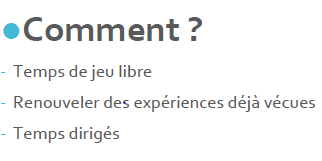 ●Comment ?
- Temps de jeu libre
- Renouveler des expériences déjà vécues
- Temps dirigés